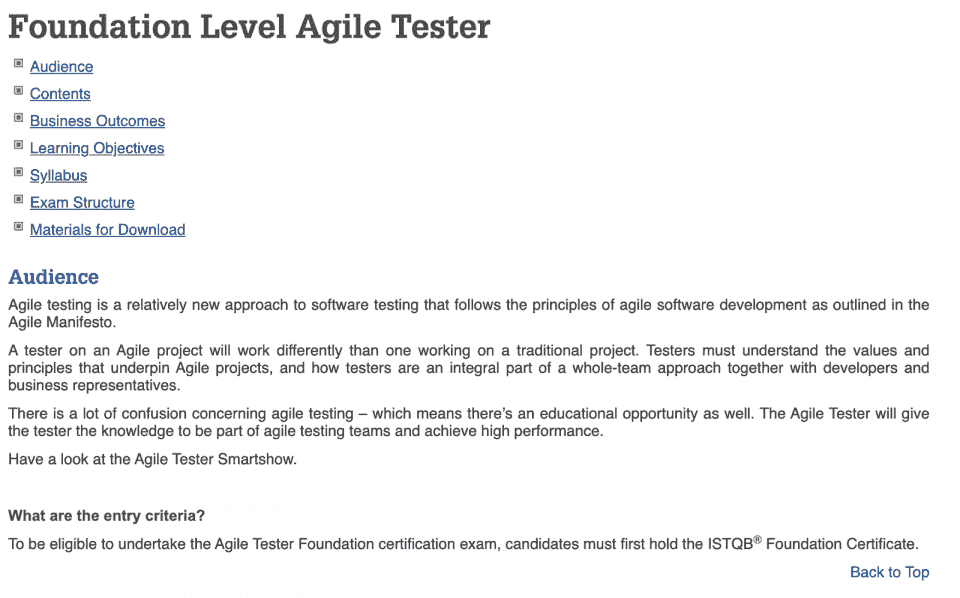 Foundation Level Agile Tester
Audience
Contents
Business Outcomes
Learning Objectives
Syllabus
Exam Structure
Materials for Download
Audience
Agile testing is a relatively new approach to software testing that follows the principles of agile software development as outlined in the
Agile Manifesto.
A tester on an Agile project will work differently than one working on a traditional project. Testers must understand the values and
principles that underpin Agile projects, and how testers are an integral part of a whole-team approach together with developers and
business representatives.
There is a lot of confusion concerning agile testing – which means there’s an educational opportunity as well. The Agile Tester will give
the tester the knowledge to be part of agile testing teams and achieve high performance.
Have a look at the Agile Tester Smartshow.
What are the entry criteria?
To be eligible to undertake the Agile Tester Foundation certification exam, candidates must first hold the ISTQB® Foundation Certificate.
Back to Top